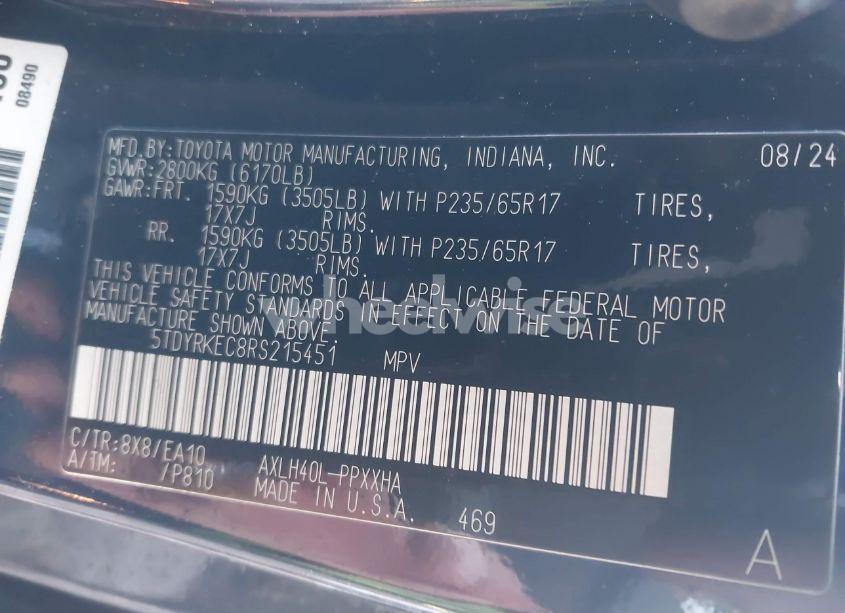 08490
MFD.BY:TOYOTA MOTOR MANUFACTURING, INDIANA, INC. 08/24
GVWR:2800KG (6170LB)
GAWR:FRT. 1590KG (3505LB) WITH P235/65R17 TIRES,
17X7J RIMS.
RR. 1590KG (3505LB) WITH P235/65R17 TIRES,
17X7J RIMS.
THIS VEHICLE CONFORMS TO ALL APPLICABLE FEDERAL MOTOR
VEHICLE SAFETY STANDARDS IN EFFECT ON THE DATE OF
MANUFACTURE SHOWN ABOVE.
5TDYRKEC8RS215451 MPV
C/TR:8X8/EA10 AXLH40L-PPXXHA
A/TM: /P810 MADE IN U.S.A. 469
A
wheelwise